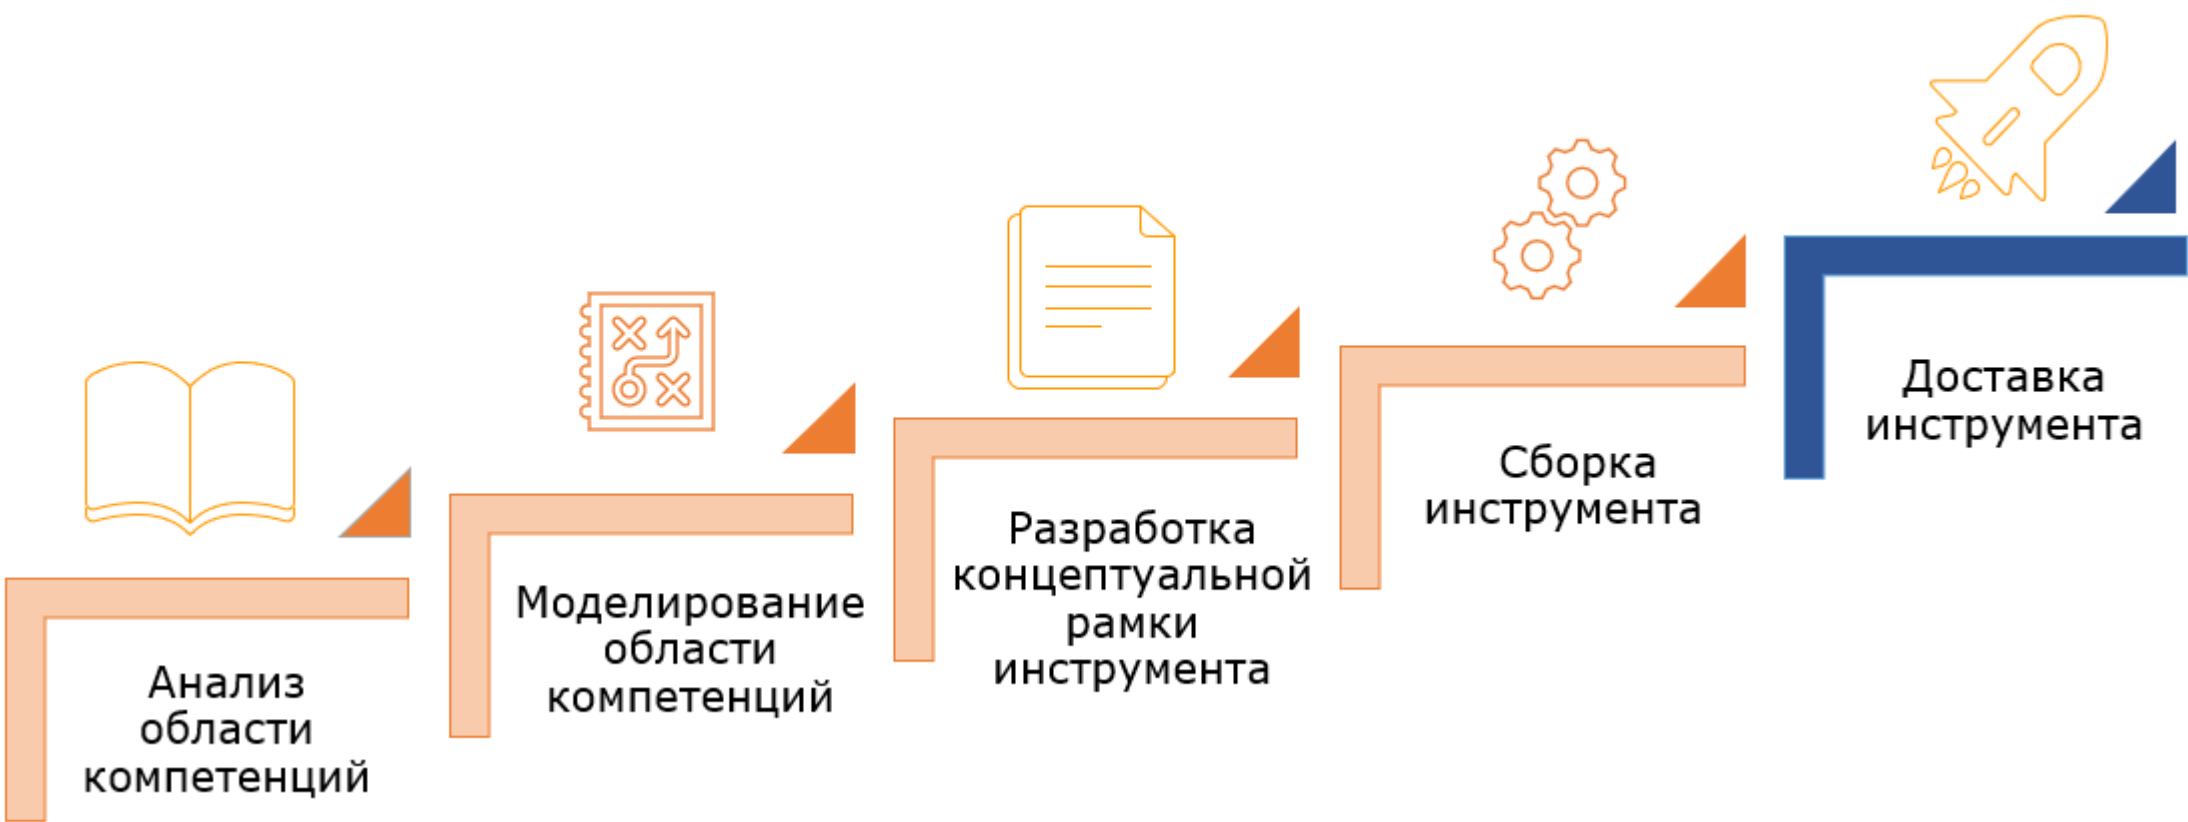 Анализ
области
компетенций
Моделирование
области
компетенций
Разработка
концептуальной
рамки
инструмента
Сборка
инструмента
Доставка
инструмента